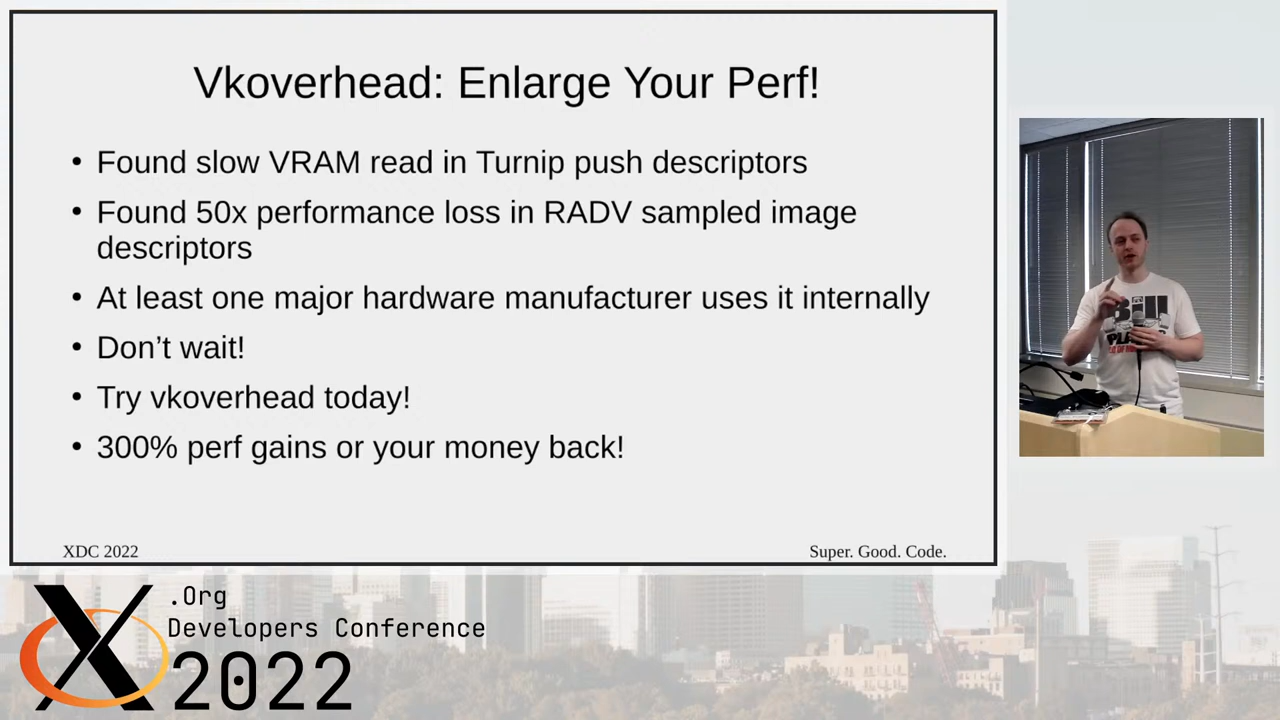 Vkoverhead: Enlarge Your Perf!
• Found slow VRAM read in Turnip push descriptors
• Found 50x performance loss in RADV sampled image
descriptors
• At least one major hardware manufacturer uses it internally
• Don’t wait!
• Try vkoverhead today!
• 300% perf gains or your money back!
XDC 2022
Super. Good. Code.
X
.Org
Developers Conference
2022